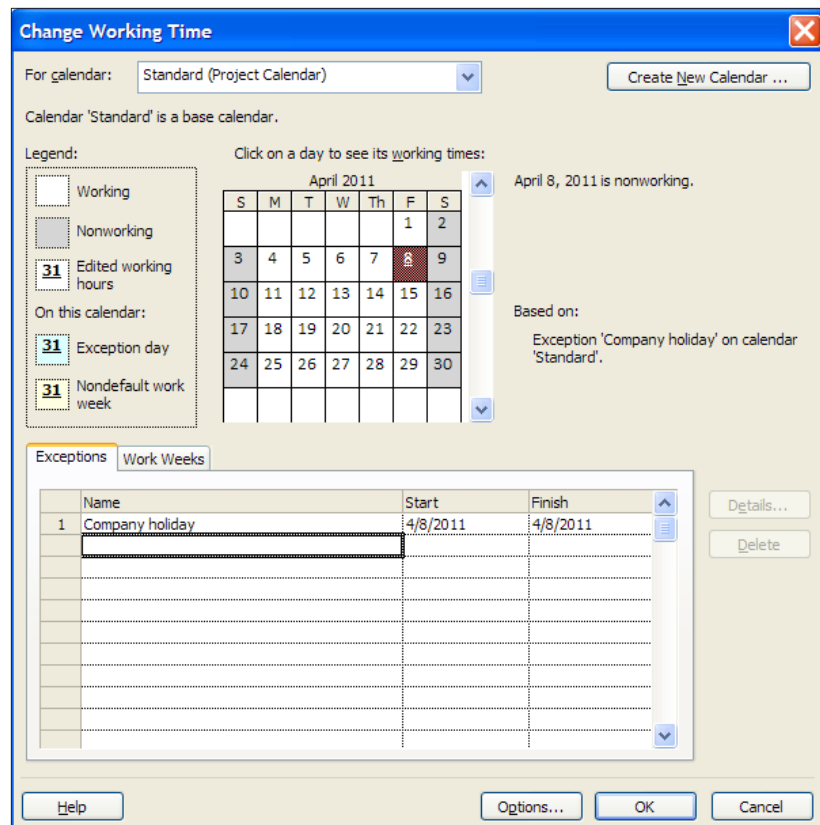 Change Working Time
For calendar: Standard (Project Calendar) Create New Calendar ...
Calendar 'Standard' is a base calendar.
Legend:
Working
Nonworking
31 Edited working
hours
On this calendar:
31 Exception day
31 Nondefault work
week
Click on a day to see its working times:
April 2011
S M T W Th F S
1 2
3 4 5 6 7 8 9
10 11 12 13 14 15 16
17 18 19 20 21 22 23
24 25 26 27 28 29 30
April 8, 2011 is nonworking.
Based on:
Exception 'Company holiday' on calendar
'Standard'.
Exceptions Work Weeks
Name Start Finish
1 Company holiday 4/8/2011 4/8/2011
Details...
Delete
Help Options... OK Cancel